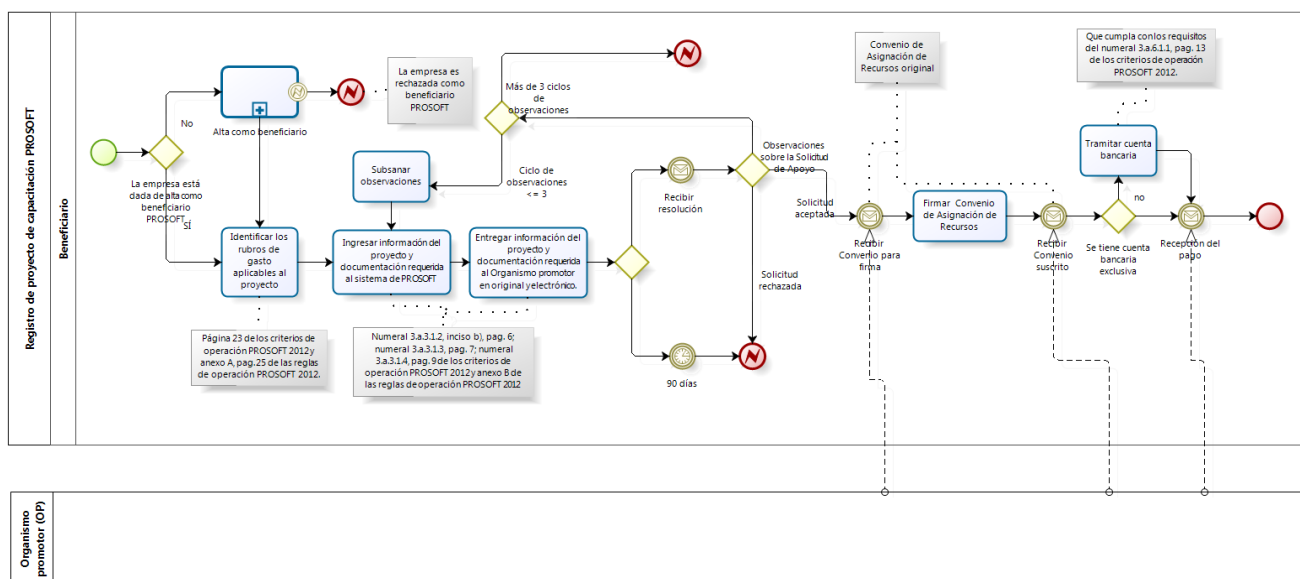 Registro de proyecto de capacitación PROSOFT
Beneficiario
No
Alta como beneficiario
La empresa es
rechazada como
beneficiario
PROSOFT
La empresa está
dada de alta como
beneficiario
PROSOFT
SÍ
Identificar los
rubros de
gasto
aplicables al
proyecto
Página 23 de los criterios de
operación PROSOFT 2012 y
anexo A, pag.25 de las reglas
de operación PROSOFT 2012.
Subsanar
observaciones
Ingresar información del
proyecto y
documentación requerida
al sistema de PROSOFT
Entregar información del
proyecto y
documentación requerida
al Organismo promotor
en original y electrónico.
Numeral 3.a.3.1.2, inciso b), pag. 6;
numeral 3.a.3.1.3, pag. 7; numeral
3.a.3.1.4, pag. 9 de los criterios de
operación PROSOFT 2012 y anexo B de
las reglas de operación PROSOFT 2012
Más de 3 ciclos
de
observaciones
Ciclo de
observaciones
<= 3
Recibir
resolución
90 días
Observaciones
sobre la Solicitud
de Apoyo
Solicitud
aceptada
Solicitud
rechazada
Convenio de
Asignación de
Recursos original
Recibir
Convenio para
firma
Firmar Convenio
de Asignación de
Recursos
Recibir
Convenio
suscrito
Que cumpla con los requisitos
del numeral 3.a.6.1.1, pag. 13
de los criterios de operación
PROSOFT 2012.
Tramitar cuenta
bancaria
no
Se tiene cuenta
bancaria
exclusiva
Recepción del
pago
Organismo
promotor (OP)